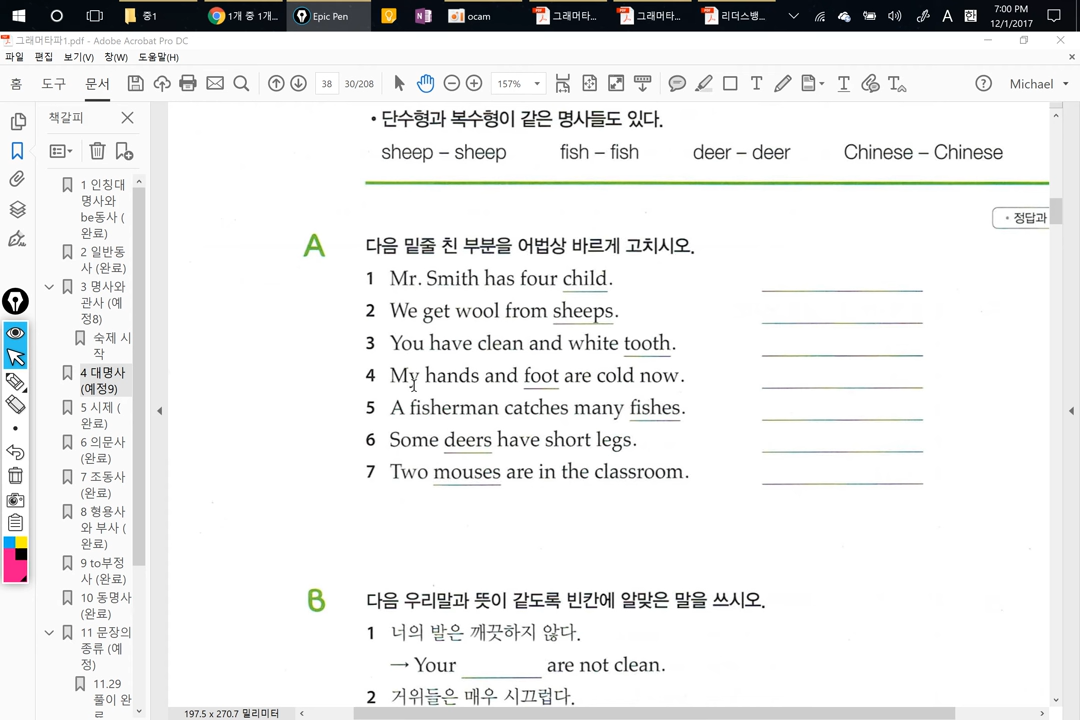 중1
1개 중 1개...
Epic Pen
ocam
그래머타...
그래머타...
리더스뱅...
A
한
7:00 PM
12/1/2017
그래머타파1.pdf - Adobe Acrobat Pro DC
파일 편집 보기(V) 창(W) 도움말(H)
홈 도구 문서
38 30/208
157%
Michael
책갈피
1 인칭대
명사와
be동사 (
완료)
2 일반동
사 (완료)
3 명사와
관사 (예
정8)
숙제 시
작
4 대명사
(예정9)
5 시제 (
완료)
6 의문사
(완료)
7 조동사
(완료)
8 형용사
와 부사 (
완료)
9 to부정
사 (완료)
10 동명사
(완료)
11 문장의
종류 (예
정)
11.29
풀이 완
료
• 단수형과 복수형이 같은 명사들도 있다.
sheep – sheep fish – fish deer – deer Chinese – Chinese
• 정답과
A 다음 밑줄 친 부분을 어법상 바르게 고치시오.
1 Mr. Smith has four child.
2 We get wool from sheeps.
3 You have clean and white tooth.
4 My hands and foot are cold now.
5 A fisherman catches many fishes.
6 Some deers have short legs.
7 Two mouses are in the classroom.
B 다음 우리말과 뜻이 같도록 빈칸에 알맞은 말을 쓰시오.
1 너의 발은 깨끗하지 않다.
→ Your ________ are not clean.
2 거위들은 매우 시끄럽다.
197.5 x 270.7 밀리미터